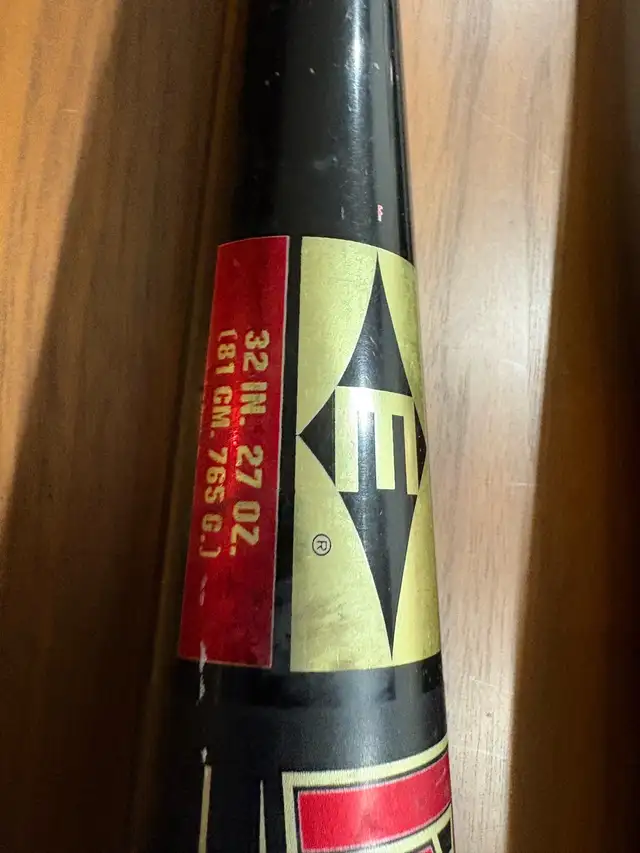 32 IN. 27 OZ.
(81 CM. 765 G.)
E
®